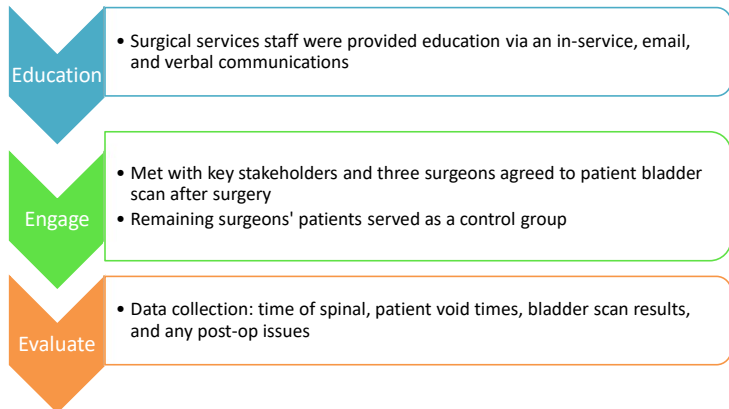 Education
• Surgical services staff were provided education via an in-service, email,
and verbal communications
Engage
• Met with key stakeholders and three surgeons agreed to patient bladder
scan after surgery
• Remaining surgeons' patients served as a control group
Evaluate
• Data collection: time of spinal, patient void times, bladder scan results,
and any post-op issues